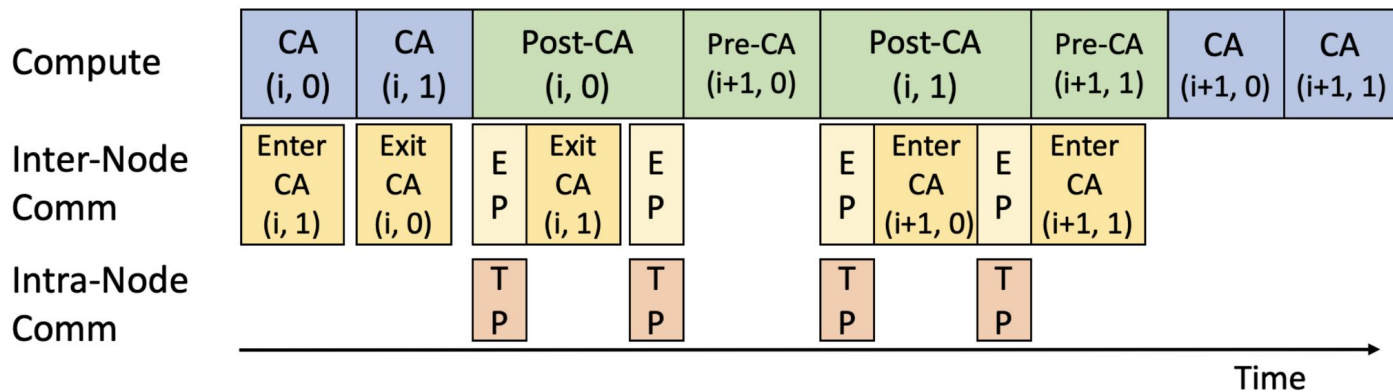 Compute
CA
(i, 0)
CA
(i, 1)
Post-CA
(i, 0)
Pre-CA
(i+1, 0)
Post-CA
(i, 1)
Pre-CA
(i+1, 1)
CA
(i+1, 0)
CA
(i+1, 1)
Inter-Node
Comm
Enter
CA
(i, 1)
Exit
CA
(i, 0)
E
P
Exit
CA
(i, 1)
E
P
E
P
Enter
CA
(i+1, 0)
E
P
Enter
CA
(i+1, 1)
Intra-Node
Comm
T
P
T
P
T
P
T
P
Time